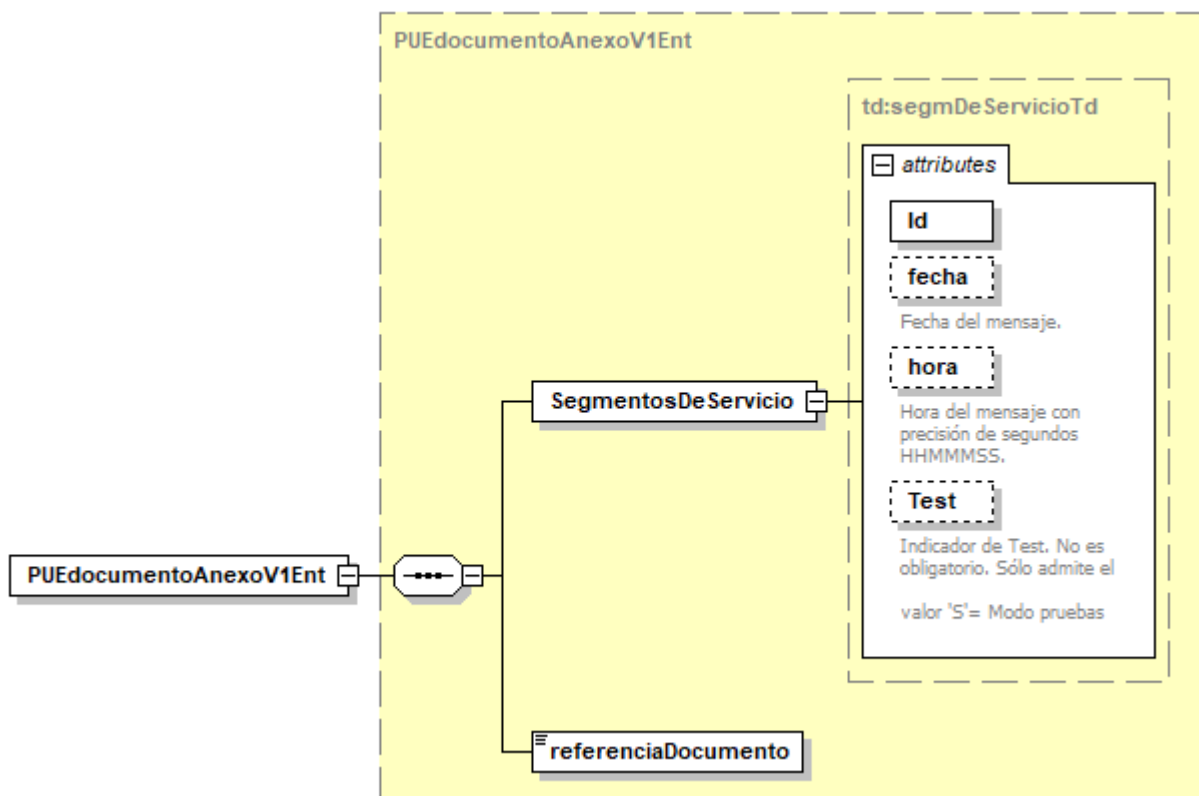 PUEdocumentoAnexoV1Ent
td:segmDeServicioTd
attributes
Id
fecha
Fecha del mensaje.
hora
Hora del mensaje con
precisión de segundos
HHMMMSS.
Test
Indicador de Test. No es
obligatorio. Sólo admite el
valor 'S'= Modo pruebas
SegmentosDeServicio
PUEdocumentoAnexoV1Ent
referenciaDocumento